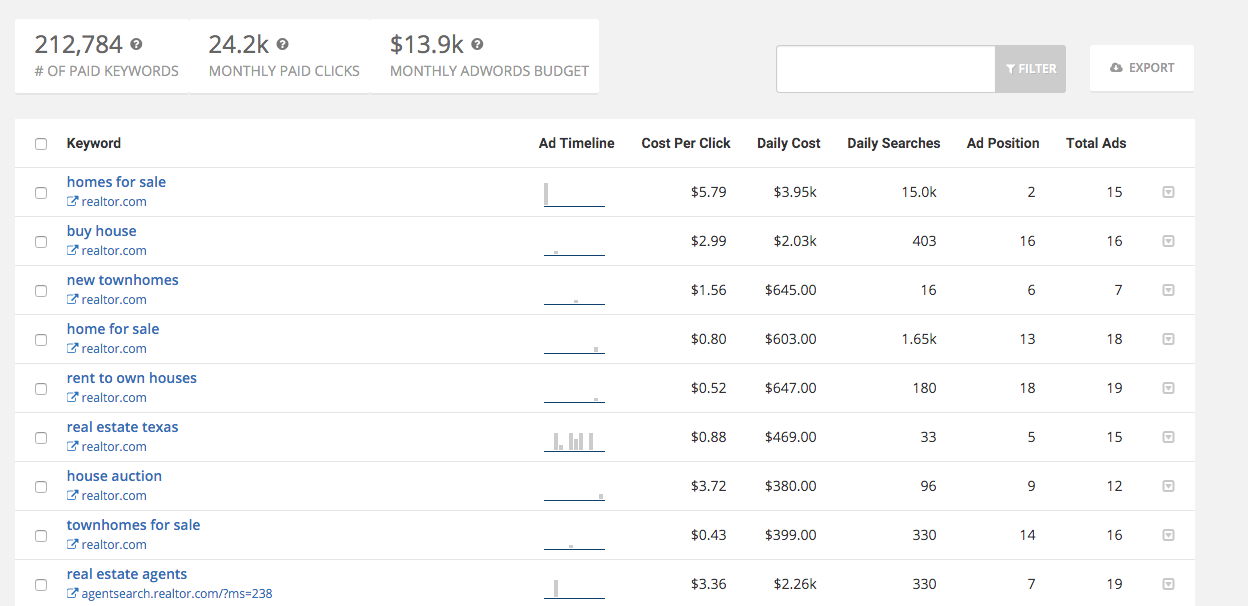 212,784 24.2k $13.9k
# OF PAID KEYWORDS MONTHLY PAID CLICKS MONTHLY ADWORDS BUDGET
FILTER EXPORT
Keyword Ad Timeline Cost Per Click Daily Cost Daily Searches Ad Position Total Ads
homes for sale
realtor.com $5.79 $3.95k 15.0k 2 15
buy house
realtor.com $2.99 $2.03k 403 16 16
new townhomes
realtor.com $1.56 $645.00 16 6 7
home for sale
realtor.com $0.80 $603.00 1.65k 13 18
rent to own houses
realtor.com $0.52 $647.00 180 18 19
real estate texas
realtor.com $0.88 $469.00 33 5 15
house auction
realtor.com $3.72 $380.00 96 9 12
townhomes for sale
realtor.com $0.43 $399.00 330 14 16
real estate agents
agentsearch.realtor.com/?ms=238 $3.36 $2.26k 330 7 19